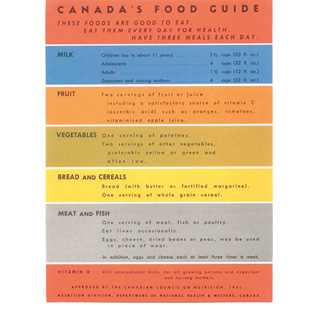 CANADA'S FOOD GUIDE
THESE FOODS ARE GOOD TO EAT.
EAT THEM EVERY DAY FOR HEALTH.
HAVE THREE MEALS EACH DAY.
MILK
Children (up to about 11 years) 2½ cups (20 fl. oz.)
Adolescents 4 cups (32 fl. oz.)
Adults 1½ cups (12 fl. oz.)
Expectant and nursing mothers 4 cups (32 fl. oz.)
FRUIT
Two servings of fruit or juice
including a satisfactory source of vitamin C
(ascorbic acid) such as oranges, tomatoes,
vitaminized apple juice.
VEGETABLES
One serving of potatoes.
Two servings of other vegetables,
preferably yellow or green and
often raw.
BREAD AND CEREALS
Bread (with butter or fortified margarine).
One serving of whole grain cereal.
MEAT AND FISH
One serving of meat, fish or poultry.
Eat liver occasionally.
Eggs, cheese, dried beans or peas, may be used
in place of meat.
In addition, eggs and cheese each at least three times a week.
VITAMIN D
400 International Units, for all growing persons and expectant
and nursing mothers.
APPROVED BY THE CANADIAN COUNCIL ON NUTRITION, 1961.
NUTRITION DIVISION, DEPARTMENT OF NATIONAL HEALTH & WELFARE, CANADA